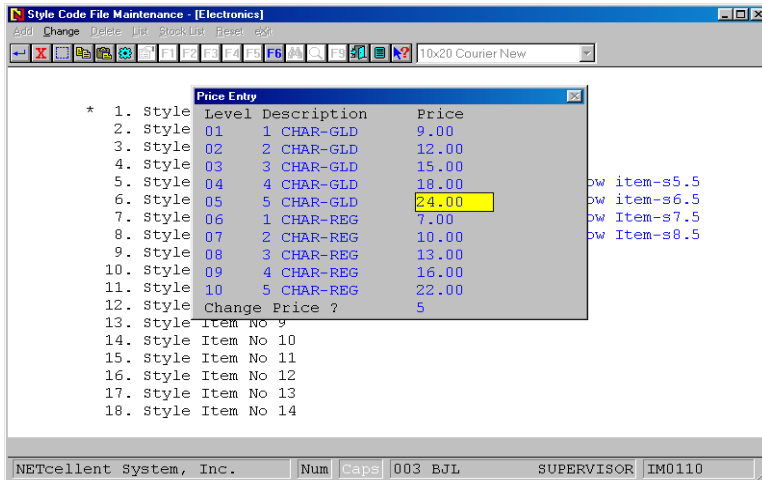 Style Code File Maintenance - [Electronics]
Add Change Delete List Stock List Reset eXit
F1 F2 F3 F4 F5 F6 F9 10x20 Courier New
Price Entry
Level Description Price
01 1 CHAR-GLD 9.00
02 2 CHAR-GLD 12.00
03 3 CHAR-GLD 15.00
04 4 CHAR-GLD 18.00
05 5 CHAR-GLD 24.00
06 1 CHAR-REG 7.00
07 2 CHAR-REG 10.00
08 3 CHAR-REG 13.00
09 4 CHAR-REG 16.00
10 5 CHAR-REG 22.00
Change Price ? 5
* 1. Style
2. Style
3. Style
4. Style
5. Style ow item-s5.5
6. Style ow item-s6.5
7. Style ow Item-s7.5
8. Style ow Item-s8.5
9. Style
10. Style
11. Style
12. Style
13. Style Item No 9
14. Style Item No 10
15. Style Item No 11
16. Style Item No 12
17. Style Item No 13
18. Style Item No 14
NETcellent System, Inc. Num Caps 003 BJL SUPERVISOR IM0110